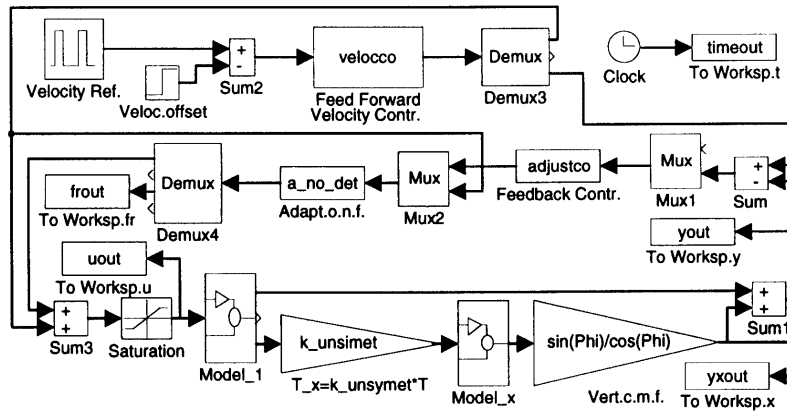 velocco
Demux
timeout
+
-
Velocity Ref.
Veloc.offset
Sum2
Feed Forward
Velocity Contr.
Demux3
Clock
To Worksp.t
frout
Demux
a_no_det
Mux
adjustco
Mux
+
-
To Worksp.fr
Demux4
Adapt.o.n.f.
Mux2
Feedback Contr.
Mux1
Sum
uout
yout
To Worksp.u
To Worksp.y
+
+
+
+
Sum3
Saturation
Model_1
k_unsimet
sin(Phi)/cos(Phi)
Sum1
T_x=k_unsymet*T
Model_x
Vert.c.m.f.
yxout
To Worksp.x